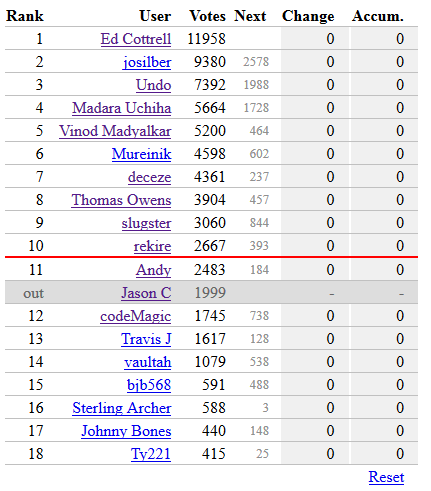 Rank User Votes Next Change Accum.
1 Ed Cottrell 11958 0 0
2 josilber 9380 2578 0 0
3 Undo 7392 1988 0 0
4 Madara Uchiha 5664 1728 0 0
5 Vinod Madyalkar 5200 464 0 0
6 Mureinik 4598 602 0 0
7 deceze 4361 237 0 0
8 Thomas Owens 3904 457 0 0
9 slugster 3060 844 0 0
10 rekire 2667 393 0 0
11 Andy 2483 184 0 0
out Jason C 1999 - -
12 codeMagic 1745 738 0 0
13 Travis J 1617 128 0 0
14 vaultah 1079 538 0 0
15 bjb568 591 488 0 0
16 Sterling Archer 588 3 0 0
17 Johnny Bones 440 148 0 0
18 Ty221 415 25 0 0
Reset